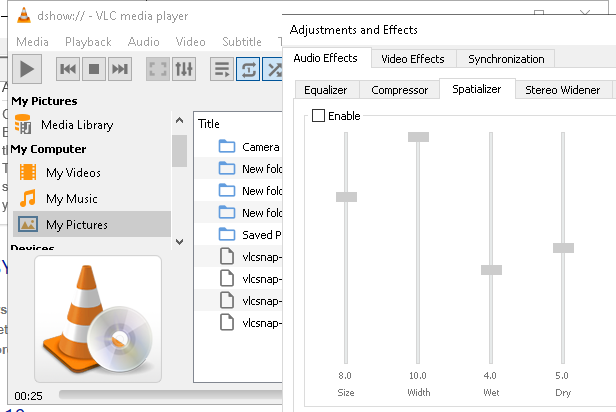 dshow:// - VLC media player
Media Playback Audio Video Subtitle T
My Pictures
Media Library
My Computer
My Videos
My Music
My Pictures
Devices
Title
Camera
New fold
New fold
New fold
Saved P
vlcsnap-
vlcsnap-
vlcsnap-
vlcsnap-
00:25
Adjustments and Effects
Audio Effects Video Effects Synchronization
Equalizer Compressor Spatializer Stereo Widener
Enable
8.0 10.0 4.0 5.0
Size Width Wet Dry